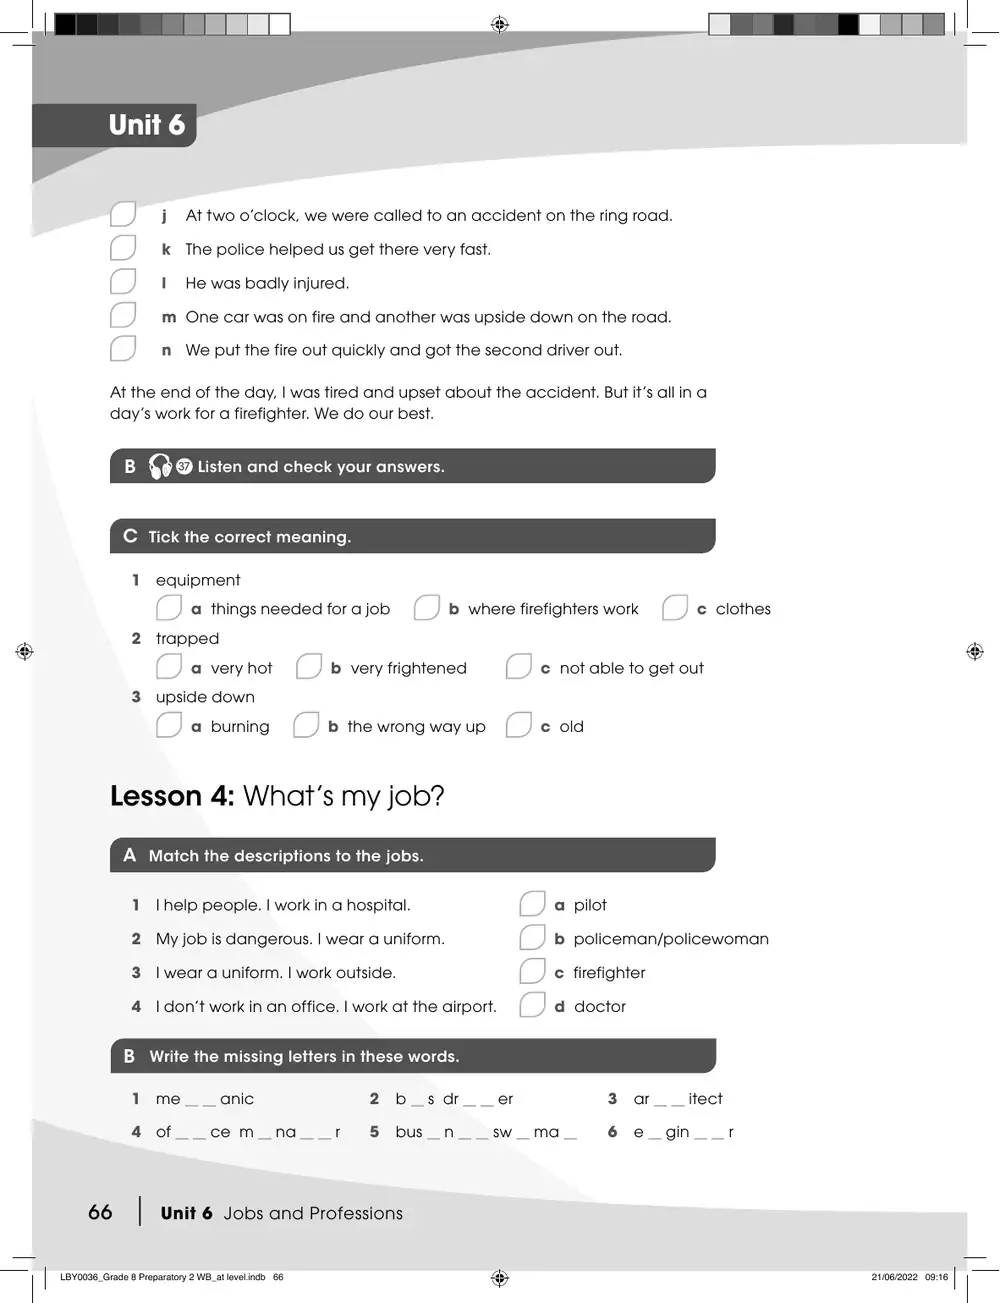 Unit 6
j At two o'clock, we were called to an accident on the ring road.
k The police helped us get there very fast.
l He was badly injured.
m One car was on fire and another was upside down on the road.
n We put the fire out quickly and got the second driver out.
At the end of the day, I was tired and upset about the accident. But it's all in a
day's work for a firefighter. We do our best.
B 37 Listen and check your answers.
C Tick the correct meaning.
1 equipment
a things needed for a job b where firefighters work c clothes
2 trapped
a very hot b very frightened c not able to get out
3 upside down
a burning b the wrong way up c old
Lesson 4: What's my job?
A Match the descriptions to the jobs.
1 I help people. I work in a hospital. a pilot
2 My job is dangerous. I wear a uniform. b policeman/policewoman
3 I wear a uniform. I work outside. c firefighter
4 I don't work in an office. I work at the airport. d doctor
B Write the missing letters in these words.
1 me _ _ anic 2 b _ s dr _ _ er 3 ar _ _ itect
4 of _ _ ce m _ na _ _ r 5 bus _ n _ _ sw _ ma _ 6 e _ gin _ _ r
66 Unit 6 Jobs and Professions
LBY0036_Grade 8 Preparatory 2 WB_at level.indb 66 21/06/2022 09:16